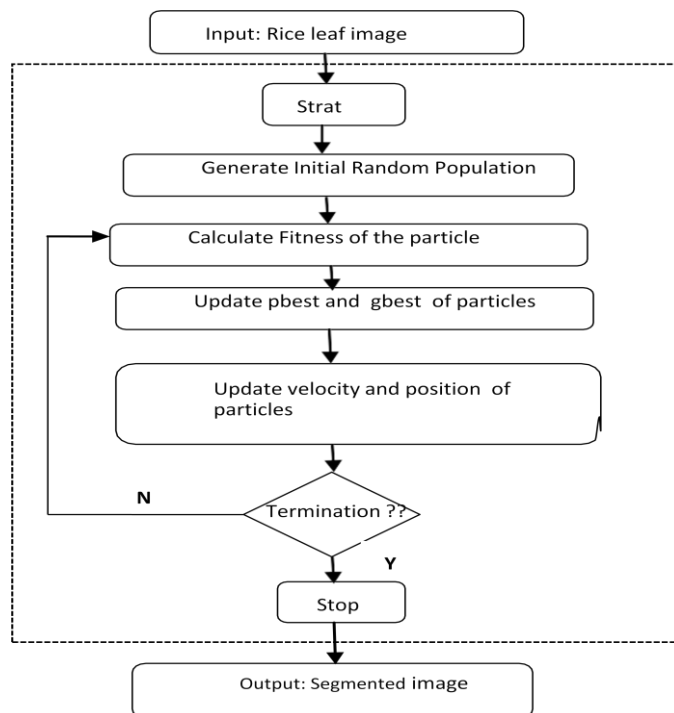 Input: Rice leaf image
Strat
Generate Initial Random Population
Calculate Fitness of the particle
Update pbest and gbest of particles
Update velocity and position of
particles
Termination ??
N
Y
Stop
Output: Segmented image